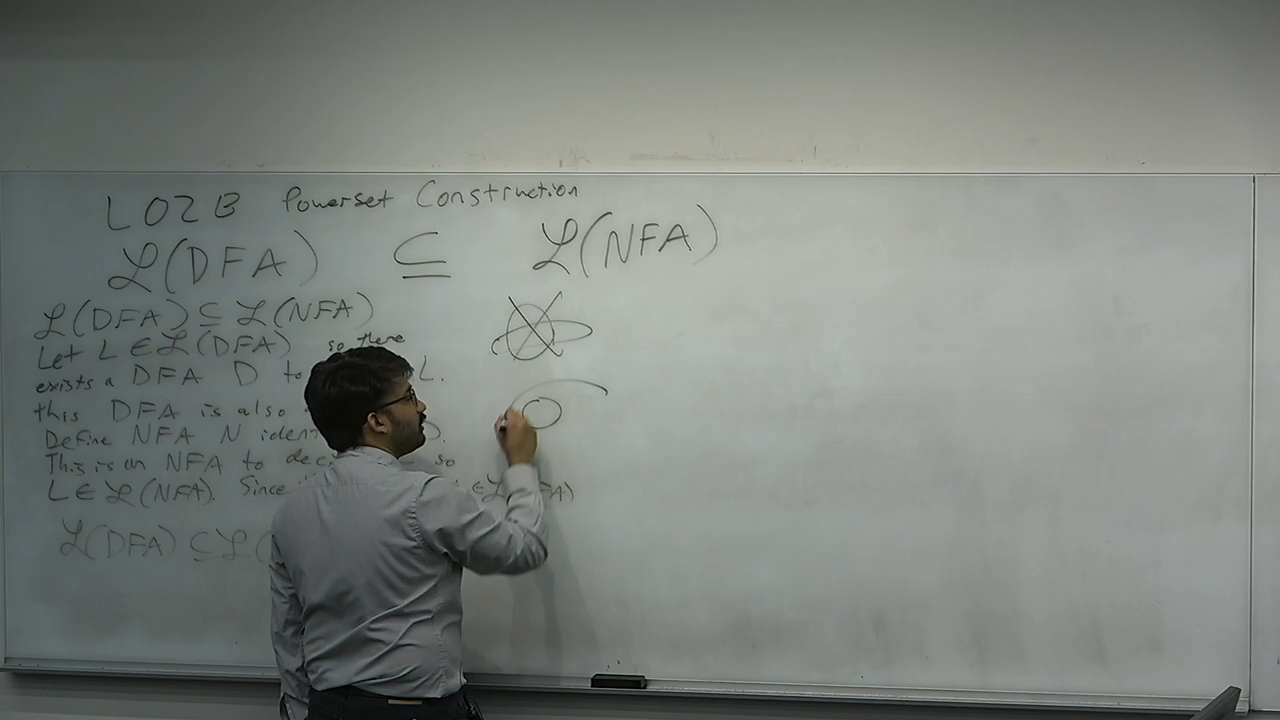 L02B Powerset Construction
ℒ(DFA) ⊆ ℒ(NFA)
ℒ(DFA) ⊆ ℒ(NFA)
Let L ∈ ℒ(DFA) so there
exists a DFA D to L.
this DFA is also
Define NFA N D.
This is an NFA to so
L ∈ ℒ(NFA). Since
ℒ(DFA) ⊆ ℒ(